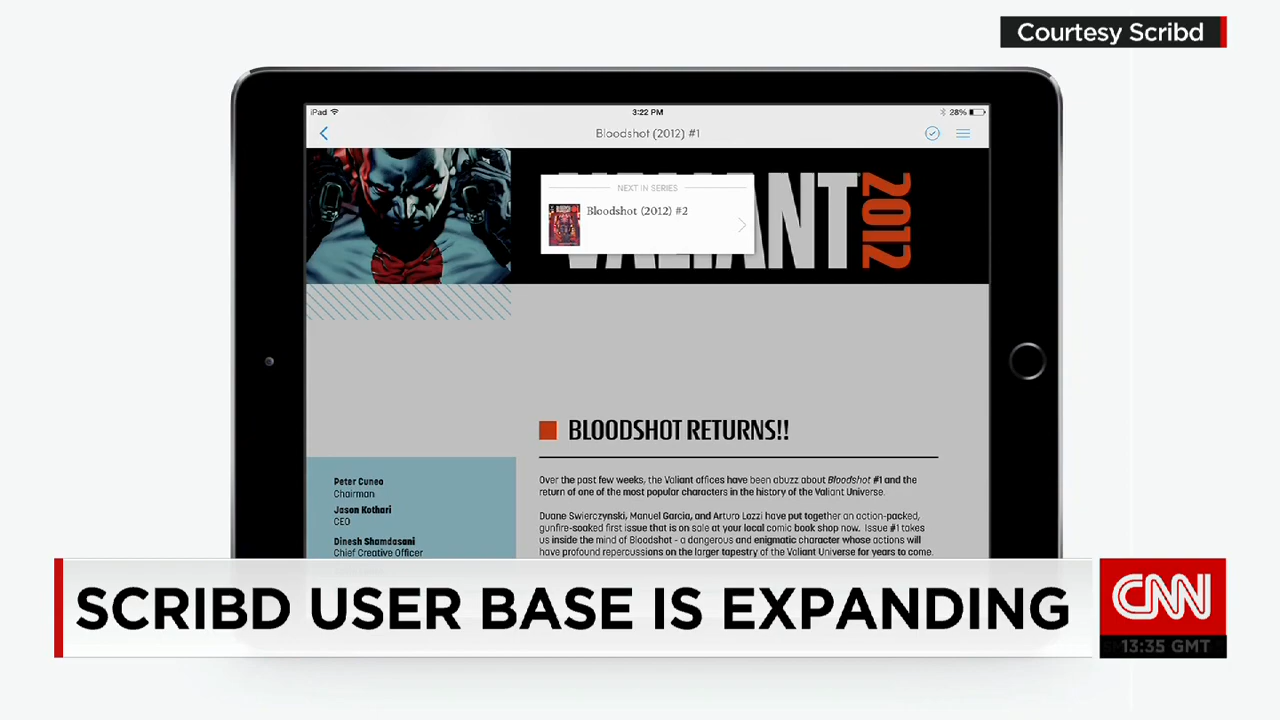 Courtesy Scribd
iPad
3:22 PM
28%
Bloodshot (2012) #1
NEXT IN SERIES
Bloodshot (2012) #2
VALIANT
2012
BLOODSHOT RETURNS!!
Over the past few weeks, the Valiant offices have been abuzz about Bloodshot #1 and the
return of one of the most popular characters in the history of the Valiant Universe.
Duane Swierczynski, Manuel Garcia, and Arturo Lozzi have put together an action-packed,
gunfire-soaked first issue that is on sale at your local comic book shop now. Issue #1 takes
us inside the mind of Bloodshot - a dangerous and enigmatic character whose actions will
have profound repercussions on the larger tapestry of the Valiant Universe for years to come.
Peter Cuneo
Chairman
Jason Kothari
CEO
Dinesh Shamdasani
Chief Creative Officer
SCRIBD USER BASE IS EXPANDING
CNN
13:35 GMT